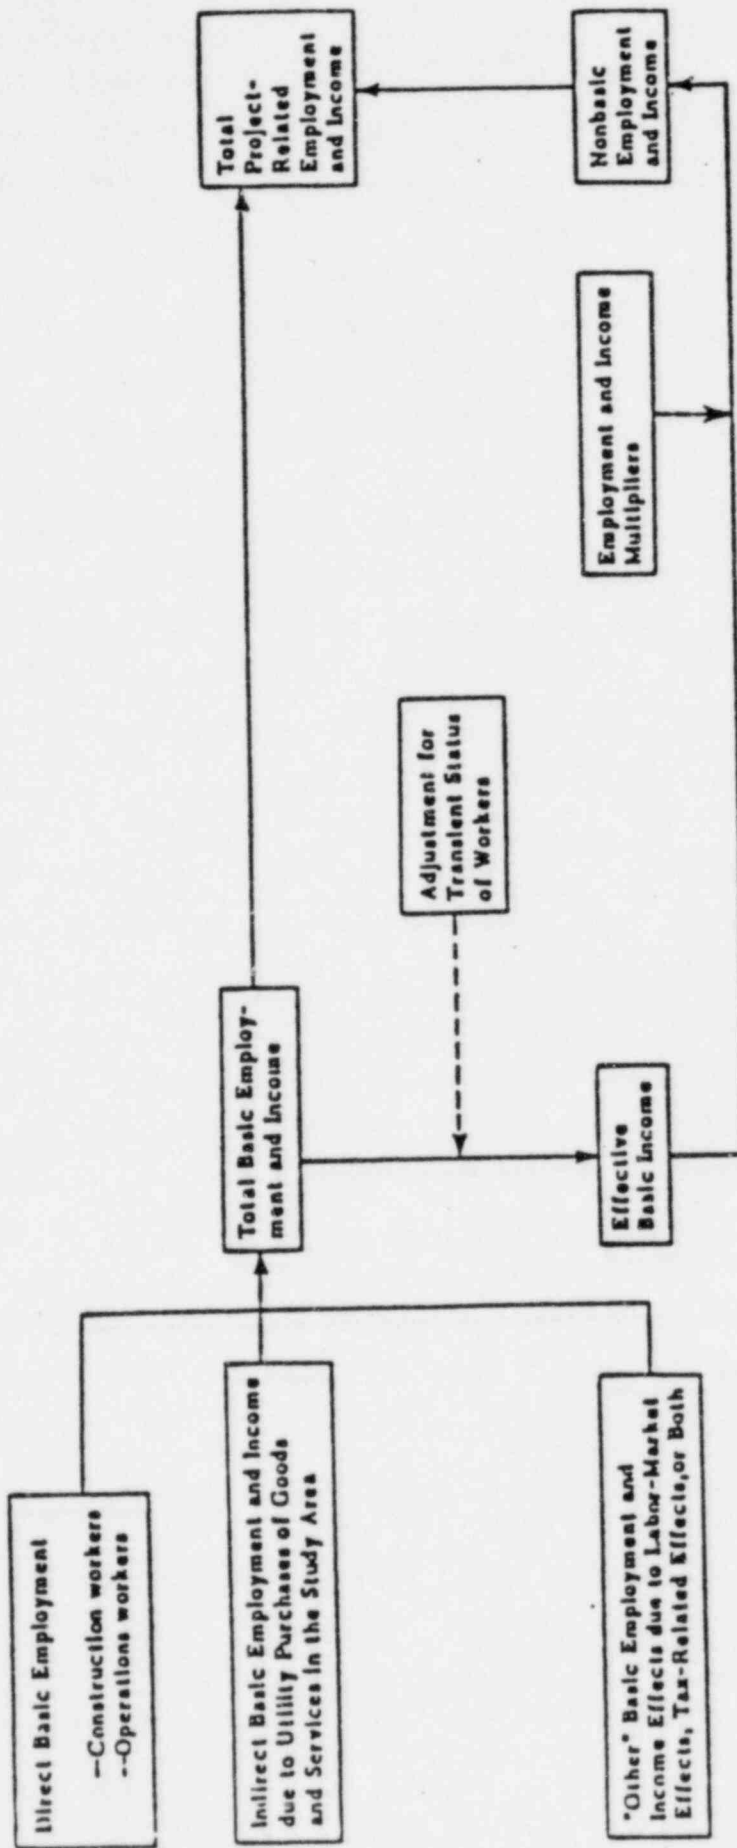 Direct Basic Employment
--Construction workers
--Operations workers
Indirect Basic Employment and Income
due to Utility Purchases of Goods
and Services in the Study Area
"Other" Basic Employment and
Income Effects due to Labor-Market
Effects, Tax-Related Effects, or Both
Total Basic Employ-
ment and Income
Effective
Basic Income
Adjustment for
Transient Status
of Workers
Employment and Income
Multipliers
Total
Project-
Related
Employment
and Income
Nonbasic
Employment
and Income